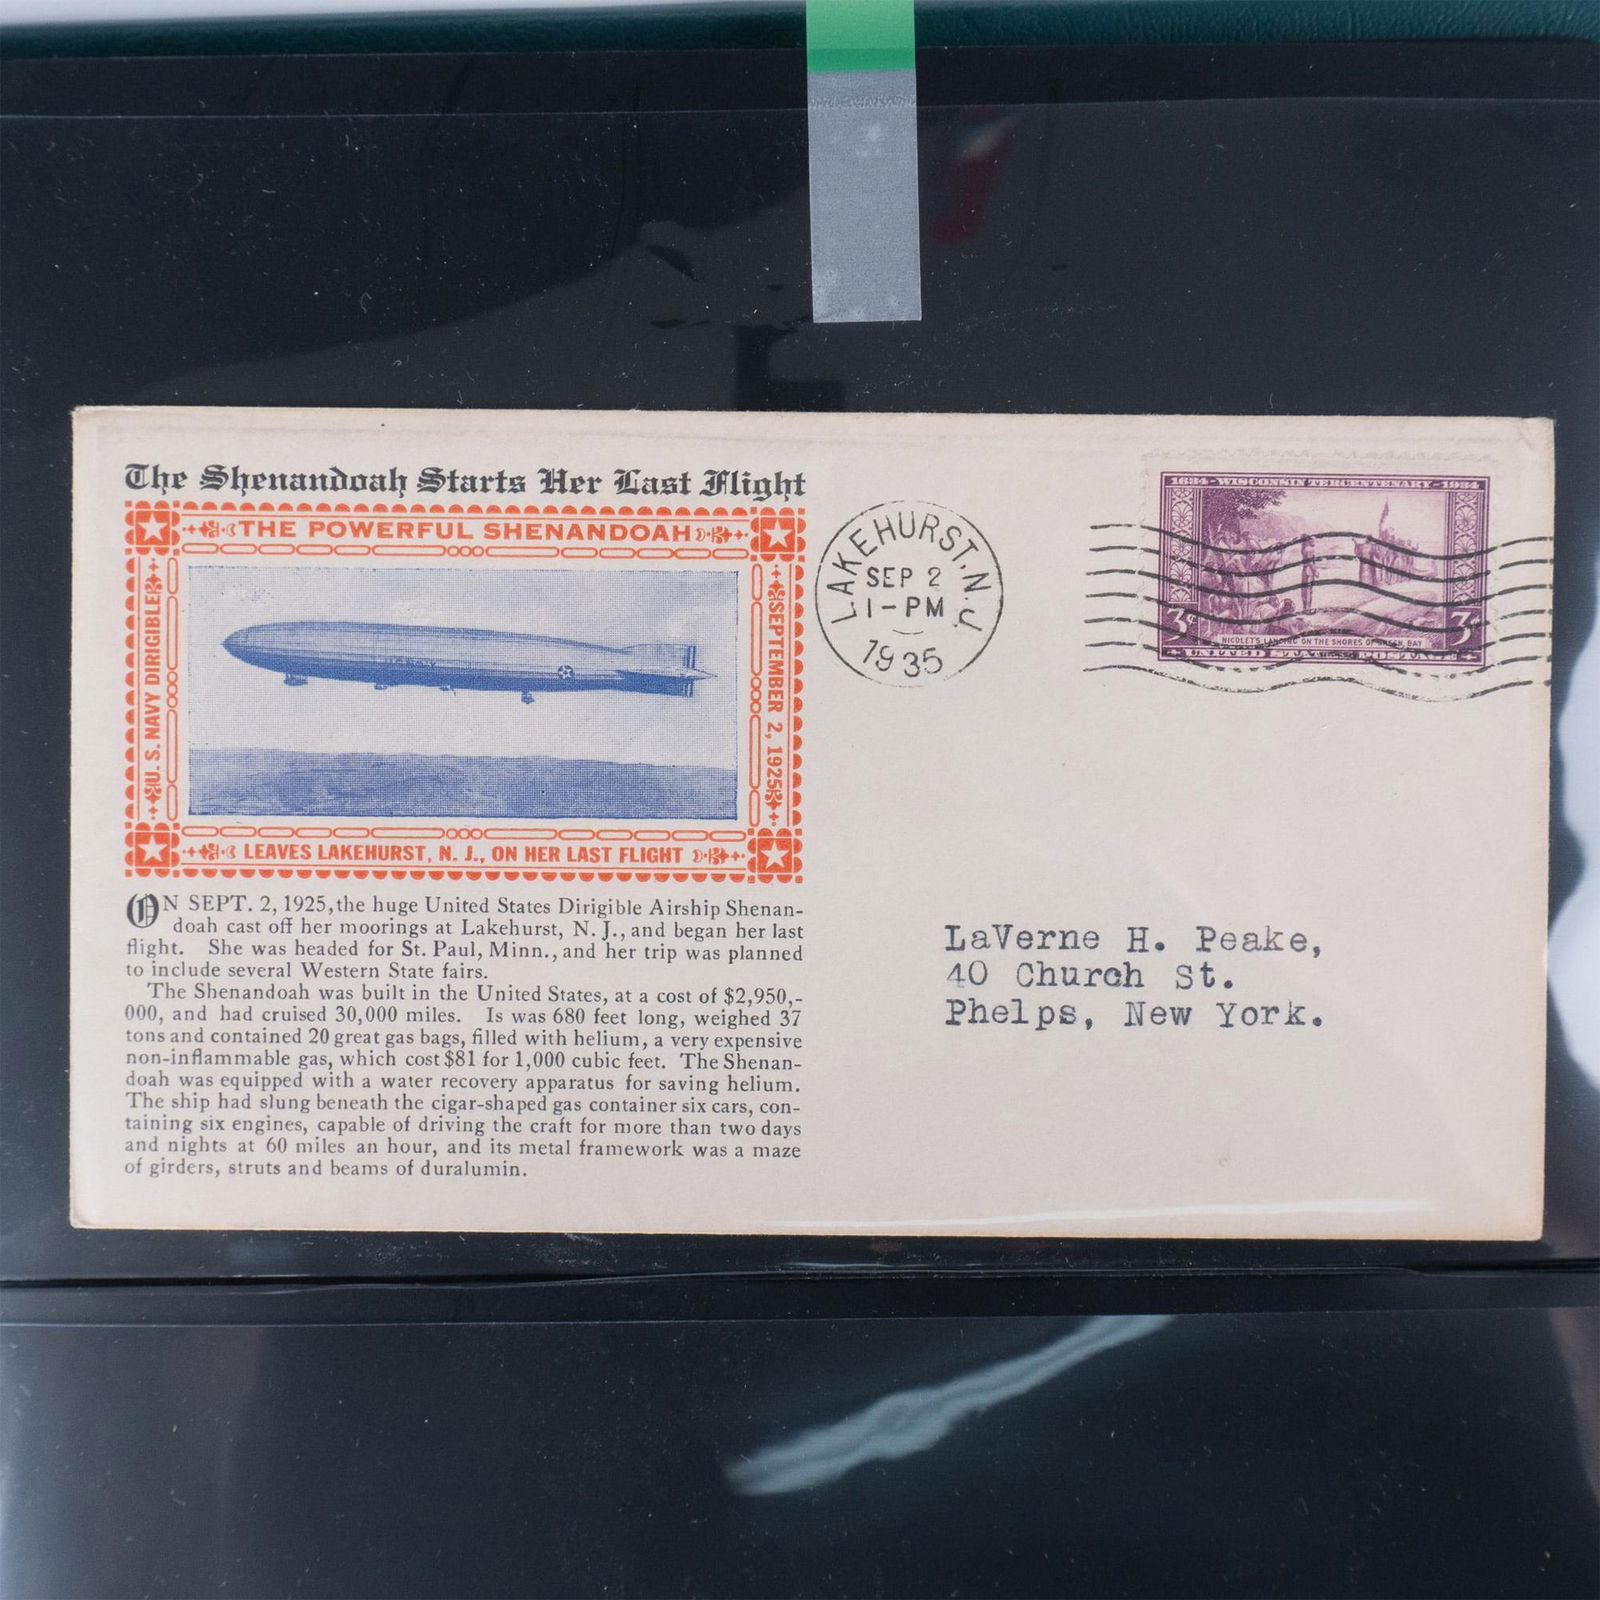 The Shenandoah Starts Her Last Flight
THE POWERFUL SHENANDOAH
U. S. NAVY DIRIGIBLE
SEPTEMBER 2, 1925
LEAVES LAKEHURST, N. J., ON HER LAST FLIGHT
ON SEPT. 2, 1925, the huge United States Dirigible Airship Shenan-
doah cast off her moorings at Lakehurst, N. J., and began her last
flight. She was headed for St. Paul, Minn., and her trip was planned
to include several Western State fairs.
The Shenandoah was built in the United States, at a cost of $2,950,-
000, and had cruised 30,000 miles. Is was 680 feet long, weighed 37
tons and contained 20 great gas bags, filled with helium, a very expensive
non-inflammable gas, which cost $81 for 1,000 cubic feet. The Shenan-
doah was equipped with a water recovery apparatus for saving helium.
The ship had slung beneath the cigar-shaped gas container six cars, con-
taining six engines, capable of driving the craft for more than two days
and nights at 60 miles an hour, and its metal framework was a maze
of girders, struts and beams of duralumin.
LAKEHURST, N. J.
SEP 2
1-PM
1935
1634-WISCONSIN TERCENTENARY-1934
3¢ 3¢
NICOLET'S LANDING ON THE SHORES OF GREEN BAY
UNITED STATES POSTAGE
LaVerne H. Peake,
40 Church St.
Phelps, New York.